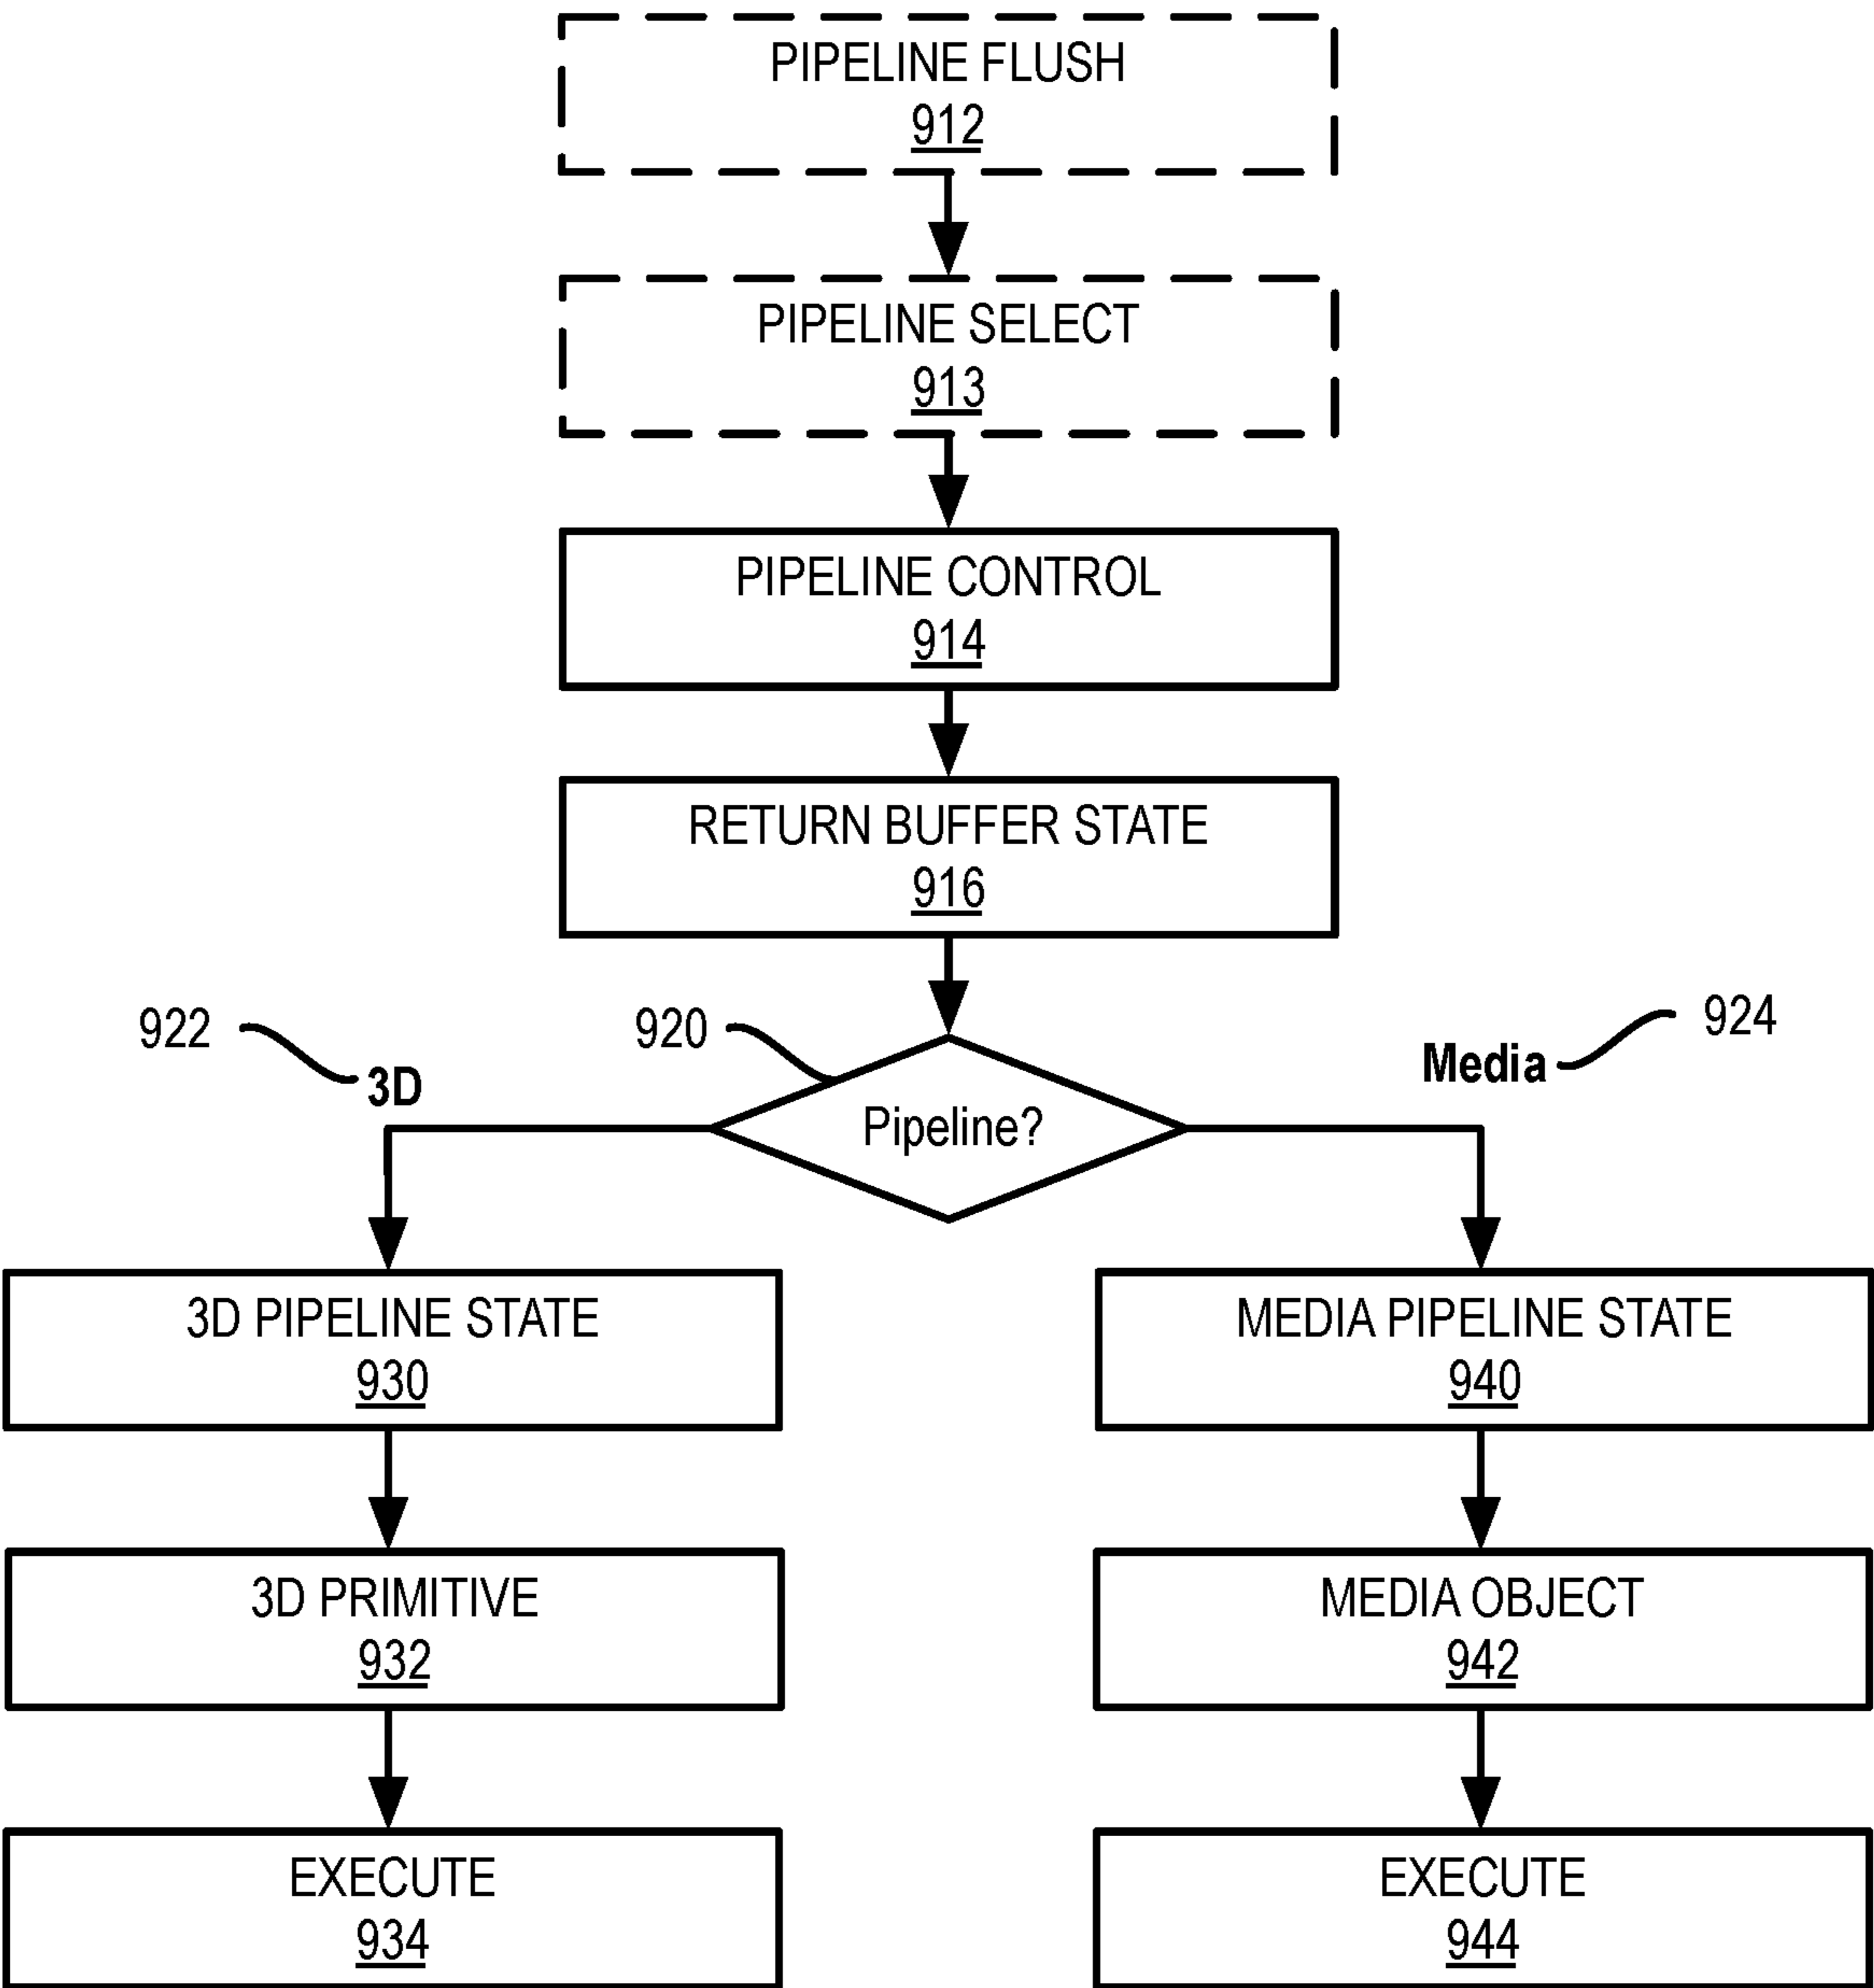 PIPELINE FLUSH
912
PIPELINE SELECT
913
PIPELINE CONTROL
914
RETURN BUFFER STATE
916
922
920
924
3D
Media
Pipeline?
3D PIPELINE STATE
930
MEDIA PIPELINE STATE
940
3D PRIMITIVE
932
MEDIA OBJECT
942
EXECUTE
934
EXECUTE
944